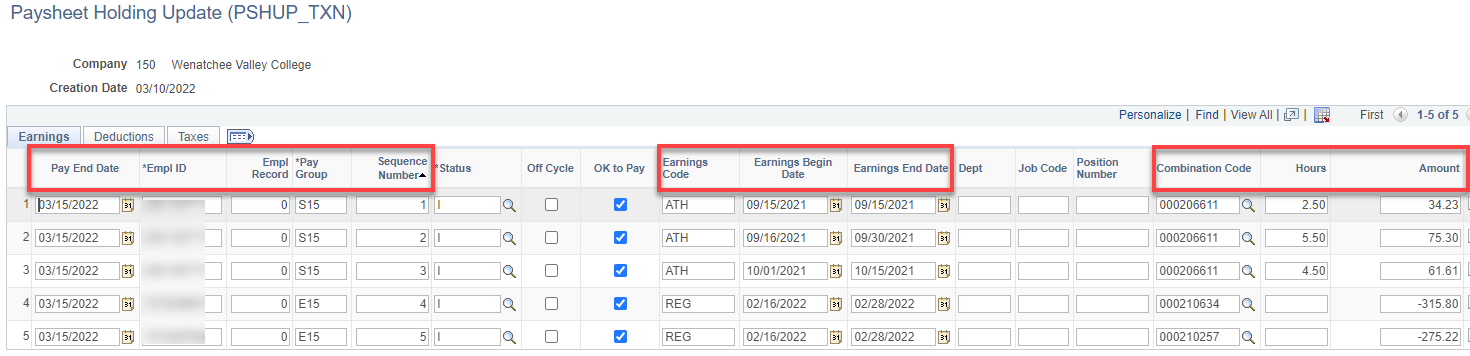 Paysheet Holding Update (PSHUP_TXN)
Company 150 Wenatchee Valley College
Creation Date 03/10/2022
Personalize | Find | View All | | First 1-5 of 5
Earnings Deductions Taxes
Pay End Date *Empl ID Empl Record *Pay Group Sequence Number *Status Off Cycle OK to Pay Earnings Code Earnings Begin Date Earnings End Date Dept Job Code Position Number Combination Code Hours Amount
1 03/15/2022 0 S15 1 I ATH 09/15/2021 09/15/2021 000206611 2.50 34.23
2 03/15/2022 0 S15 2 I ATH 09/16/2021 09/30/2021 000206611 5.50 75.30
3 03/15/2022 0 S15 3 I ATH 10/01/2021 10/15/2021 000206611 4.50 61.61
4 03/15/2022 0 E15 4 I REG 02/16/2022 02/28/2022 000210634 -315.80
5 03/15/2022 0 E15 5 I REG 02/16/2022 02/28/2022 000210257 -275.22